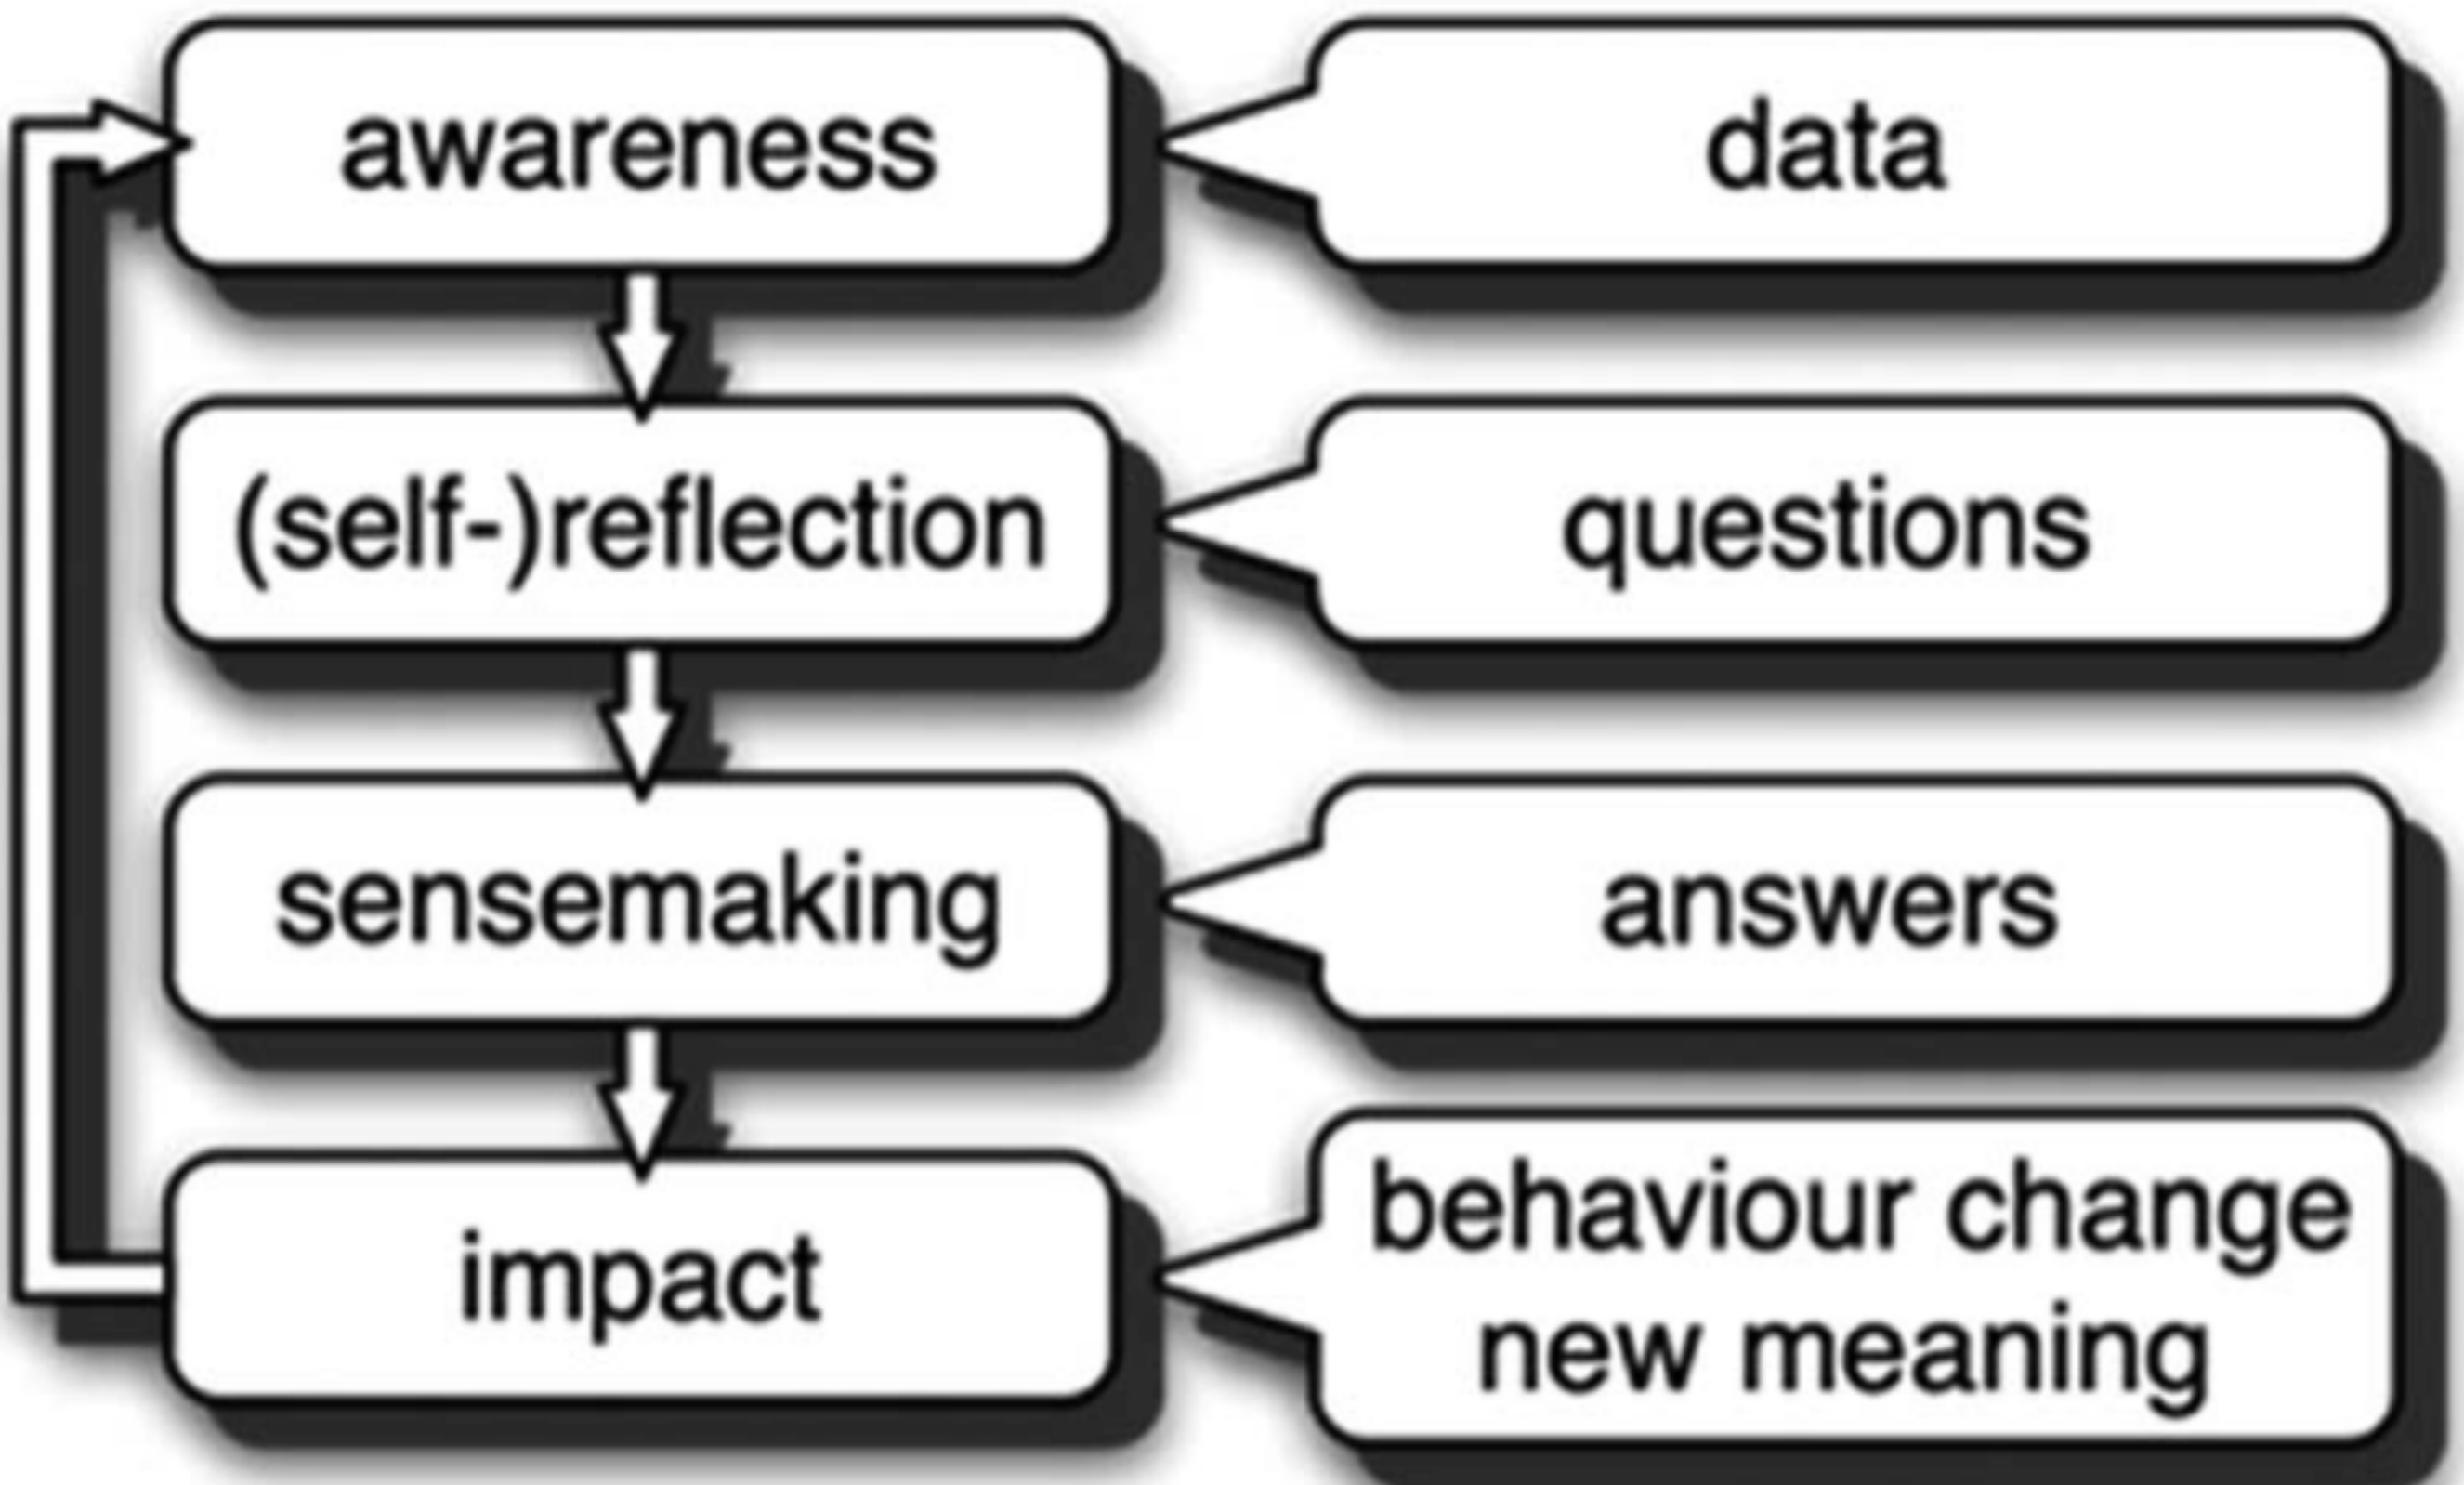 awareness
data
(self-)reflection
questions
sensemaking
answers
impact
behaviour change
new meaning